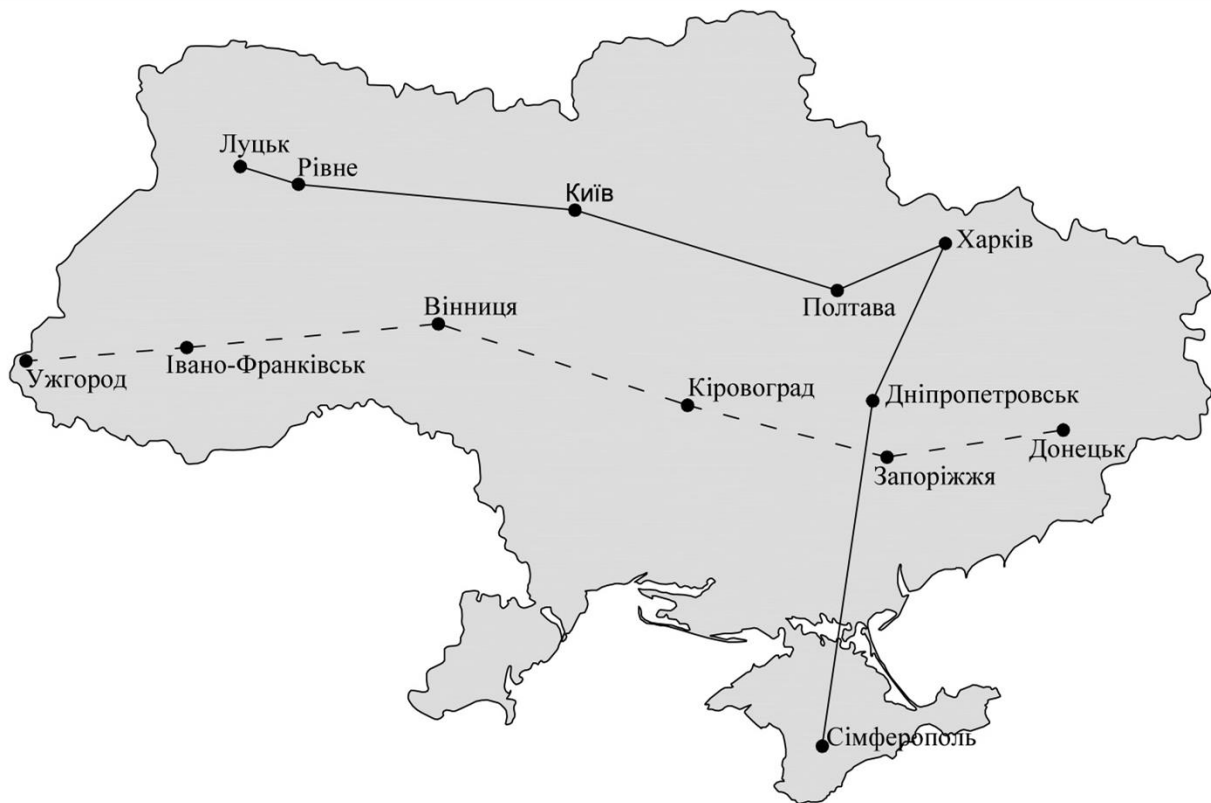 Луцьк
Рівне
Київ
Харків
Полтава
Вінниця
Івано-Франківськ
Ужгород
Кіровоград
Дніпропетровськ
Донецьк
Запоріжжя
Сімферополь